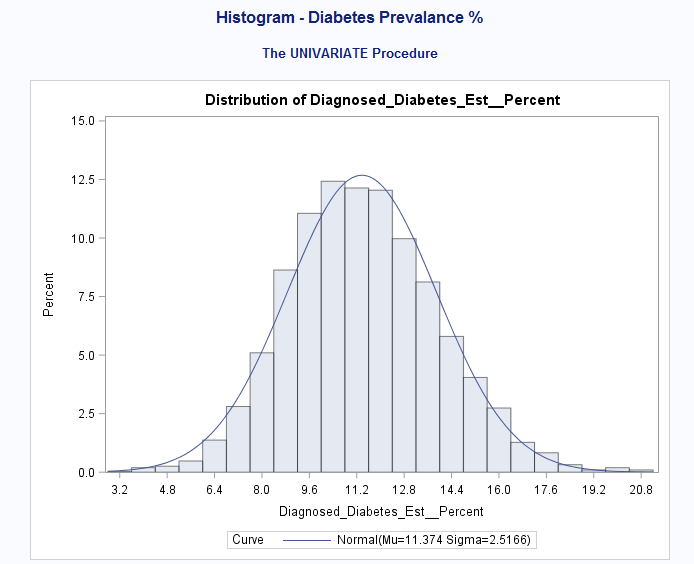 Histogram - Diabetes Prevalance %
The UNIVARIATE Procedure
Distribution of Diagnosed_Diabetes_Est__Percent
15.0
12.5
10.0
7.5
5.0
2.5
0.0
Percent
3.2 4.8 6.4 8.0 9.6 11.2 12.8 14.4 16.0 17.6 19.2 20.8
Diagnosed_Diabetes_Est__Percent
Curve Normal(Mu=11.374 Sigma=2.5166)